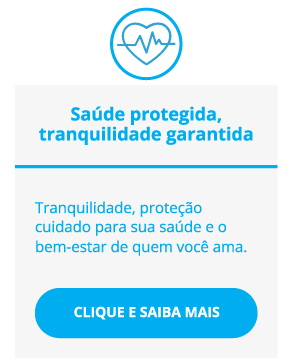 Saúde protegida,
tranquilidade garantida
Tranquilidade, proteção
cuidado para sua saúde e o
bem-estar de quem você ama.
CLIQUE E SAIBA MAIS